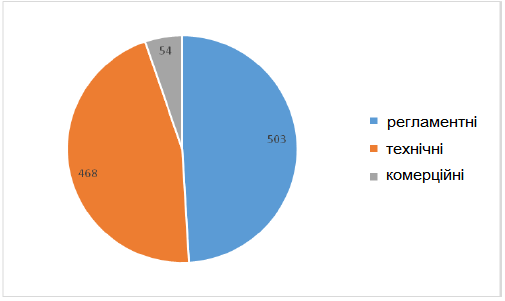 54
503
468
регламентні
технічні
комерційні